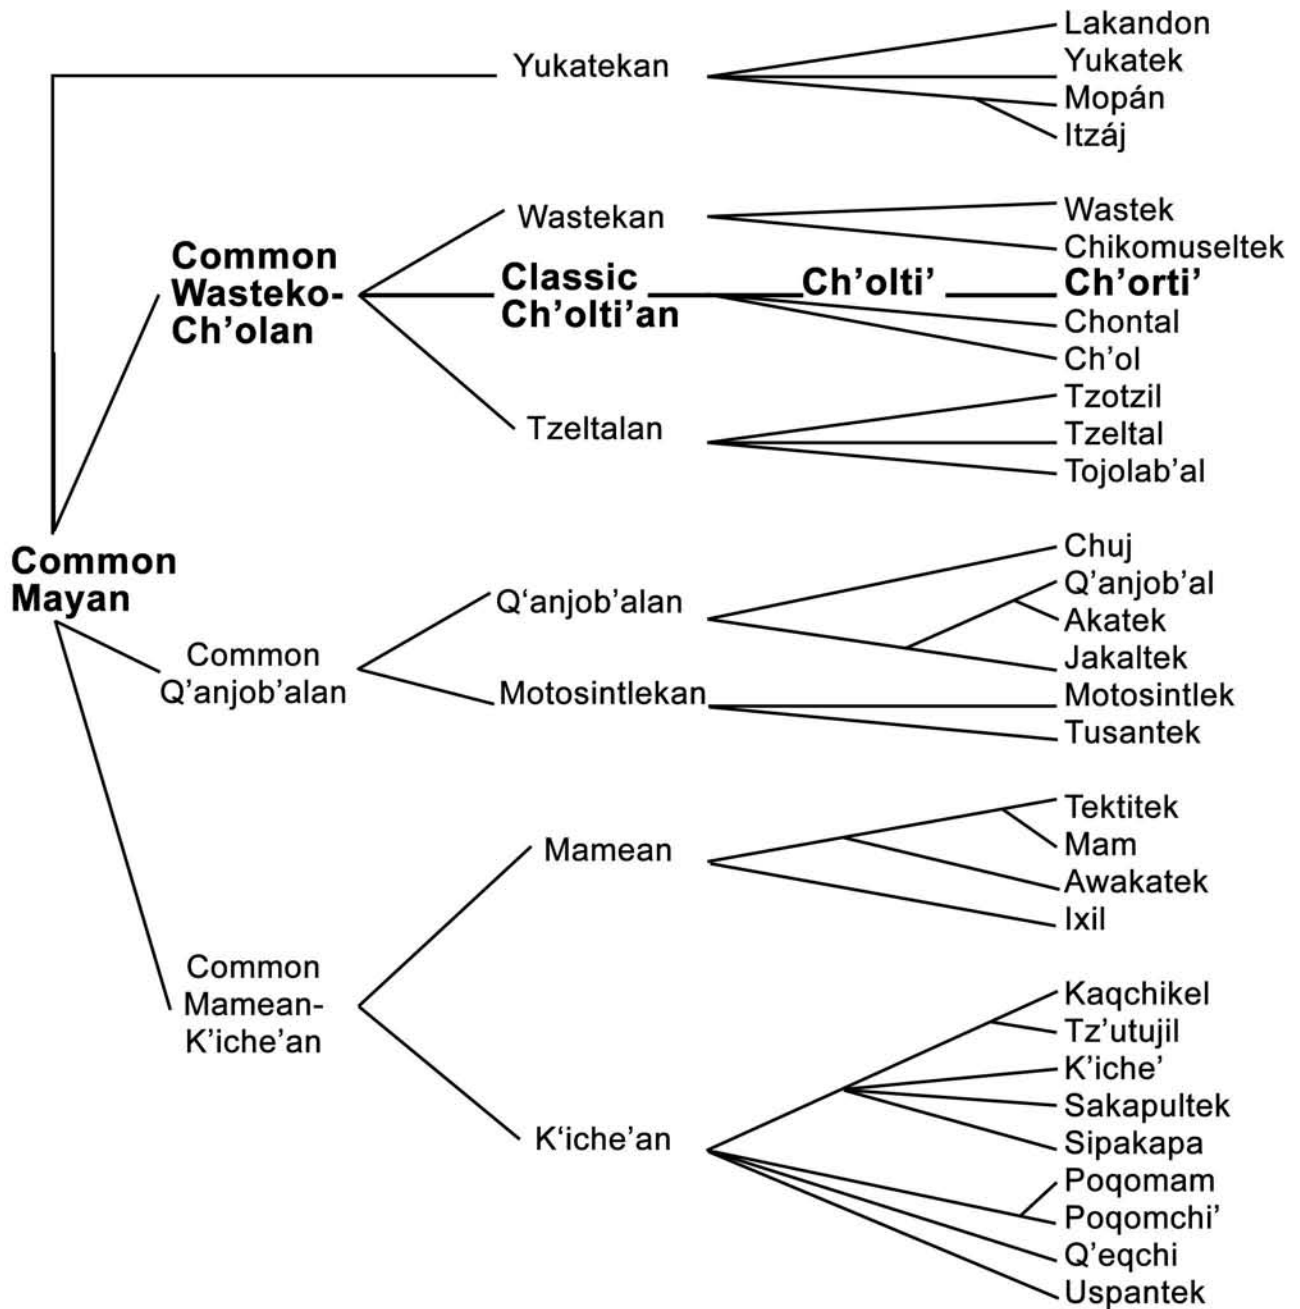 Lakandon
Yukatekan
Yukatek
Mopán
Itzáj
Wastekan
Wastek
Chikomuseltek
Common
Wasteko-
Ch’olan
Classic
Ch’olti’an
Ch’olti’
Ch’orti’
Chontal
Ch’ol
Tzeltalan
Tzotzil
Tzeltal
Tojolab’al
Common
Mayan
Chuj
Q‘anjob’alan
Q’anjob’al
Akatek
Jakaltek
Common
Q’anjob’alan
Motosintlekan
Motosintlek
Tusantek
Tektitek
Mamean
Mam
Awakatek
Ixil
Common
Mamean-
K’iche’an
Kaqchikel
Tz’utujil
K’iche’
Sakapultek
K‘iche’an
Sipakapa
Poqomam
Poqomchi’
Q’eqchi
Uspantek